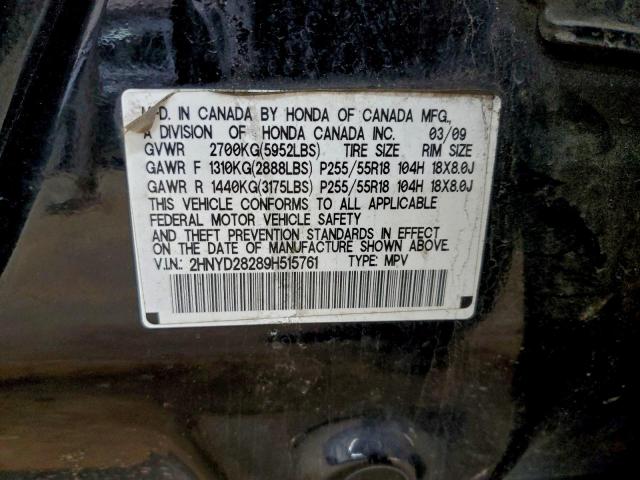 MFD. IN CANADA BY HONDA OF CANADA MFG.,
A DIVISION OF HONDA CANADA INC. 03/09
GVWR 2700KG(5952LBS) TIRE SIZE RIM SIZE
GAWR F 1310KG(2888LBS) P255/55R18 104H 18X8.0J
GAWR R 1440KG(3175LBS) P255/55R18 104H 18X8.0J
THIS VEHICLE CONFORMS TO ALL APPLICABLE
FEDERAL MOTOR VEHICLE SAFETY
AND THEFT PREVENTION STANDARDS IN EFFECT
ON THE DATE OF MANUFACTURE SHOWN ABOVE.
V.I.N.: 2HNYD28289H515761 TYPE: MPV